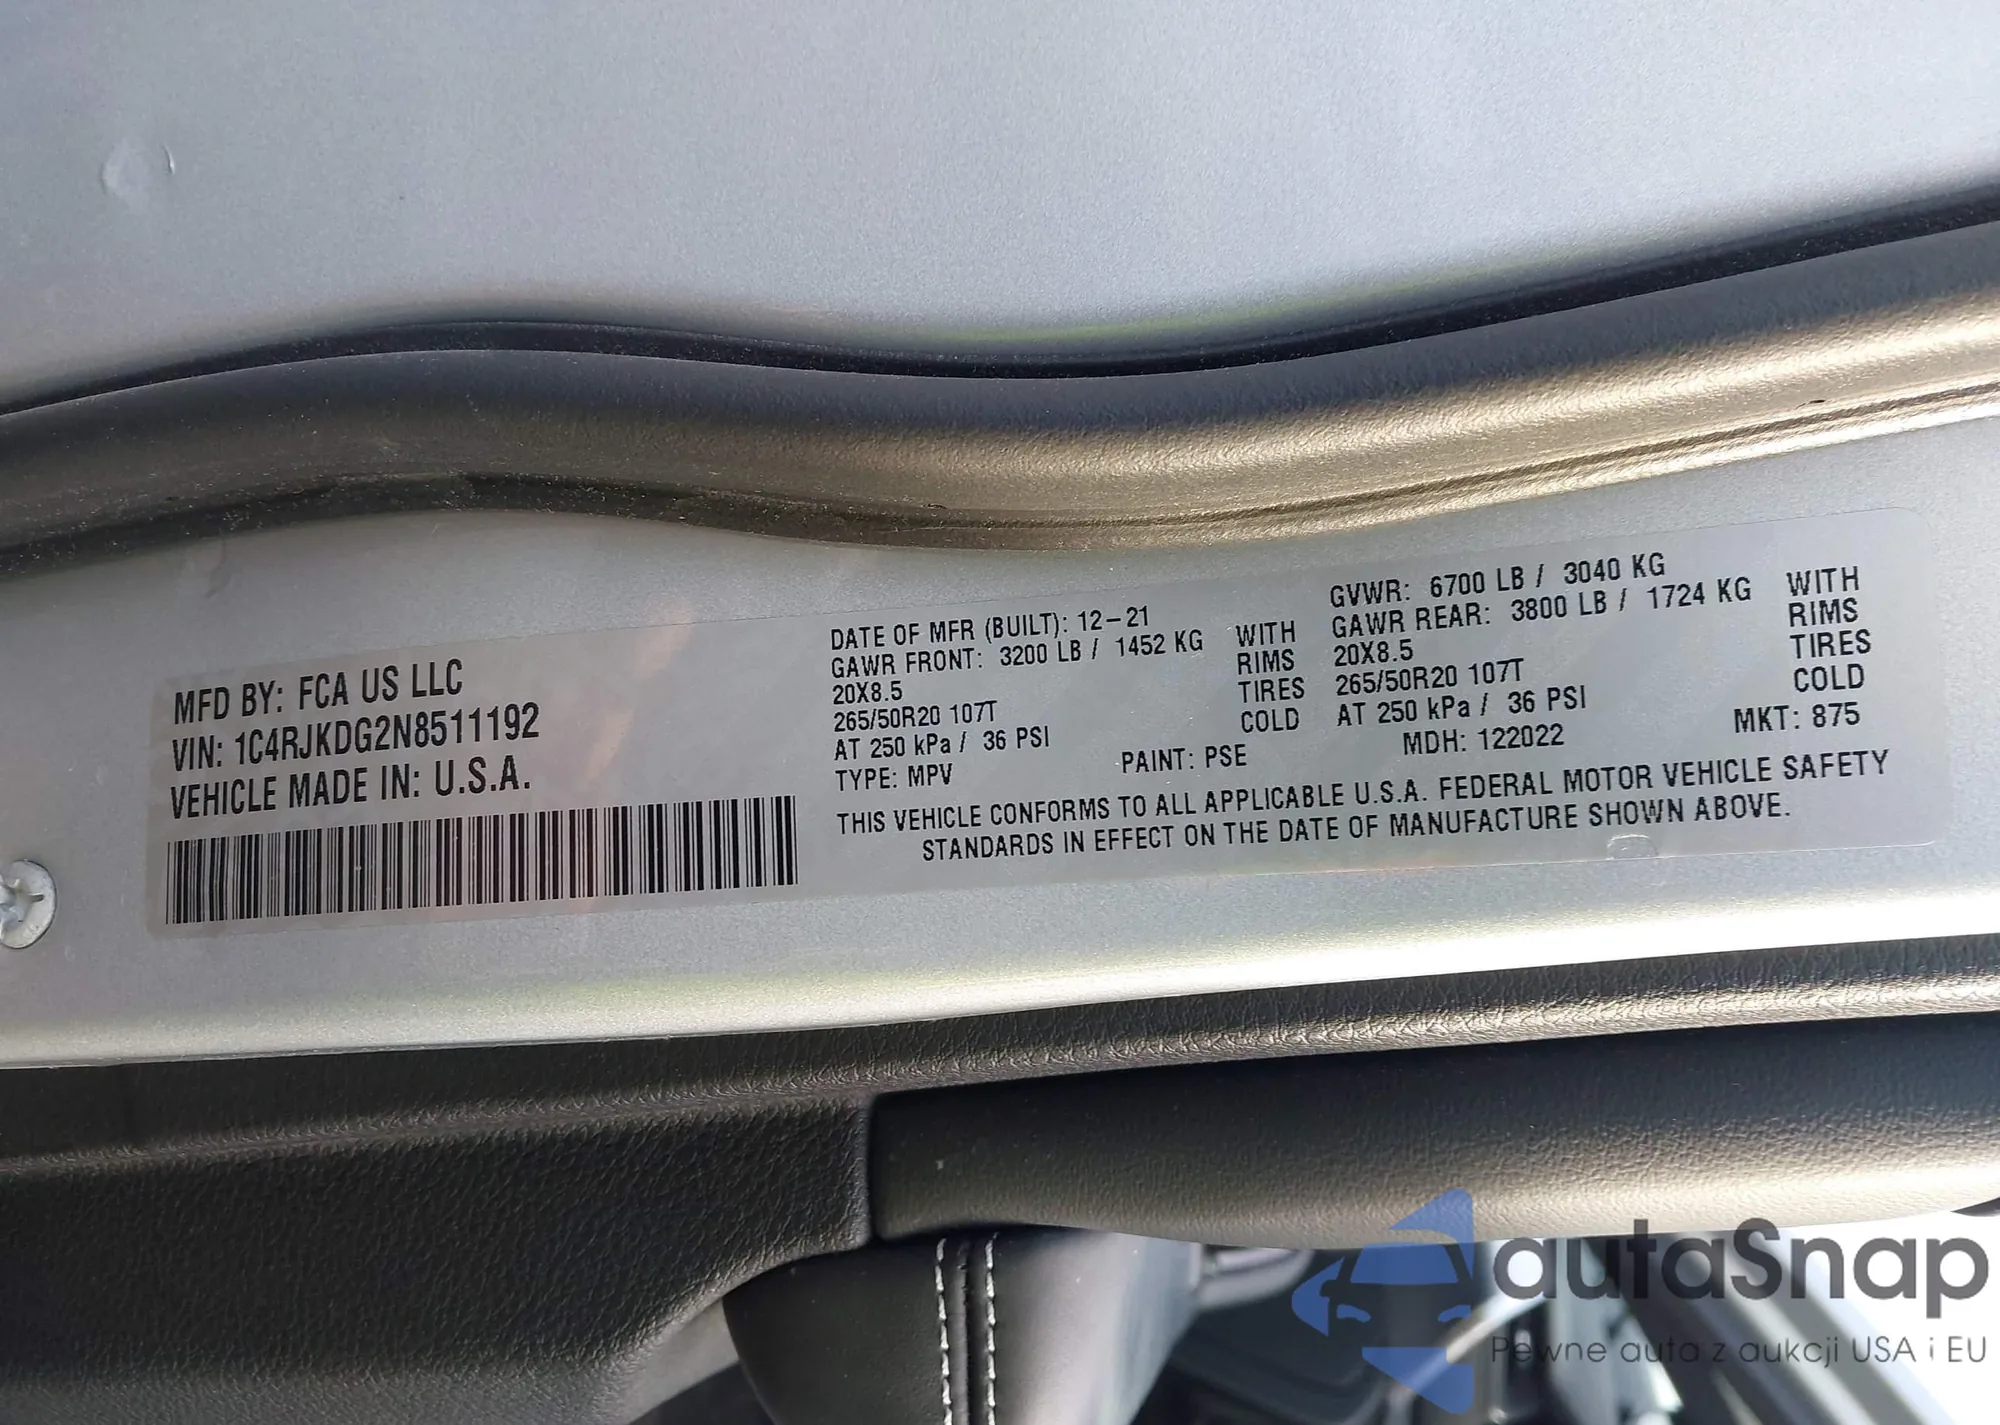 MFD BY: FCA US LLC
VIN: 1C4RJKDG2N8511192
VEHICLE MADE IN: U.S.A.
DATE OF MFR (BUILT): 12-21
GAWR FRONT: 3200 LB / 1452 KG WITH
20X8.5 RIMS
265/50R20 107T TIRES
AT 250 kPa / 36 PSI COLD
TYPE: MPV PAINT: PSE
GVWR: 6700 LB / 3040 KG
GAWR REAR: 3800 LB / 1724 KG WITH
20X8.5 RIMS
265/50R20 107T TIRES
AT 250 kPa / 36 PSI COLD
MDH: 122022 MKT: 875
THIS VEHICLE CONFORMS TO ALL APPLICABLE U.S.A. FEDERAL MOTOR VEHICLE SAFETY
STANDARDS IN EFFECT ON THE DATE OF MANUFACTURE SHOWN ABOVE.
autaSnap
Pewne auta z aukcji USA i EU